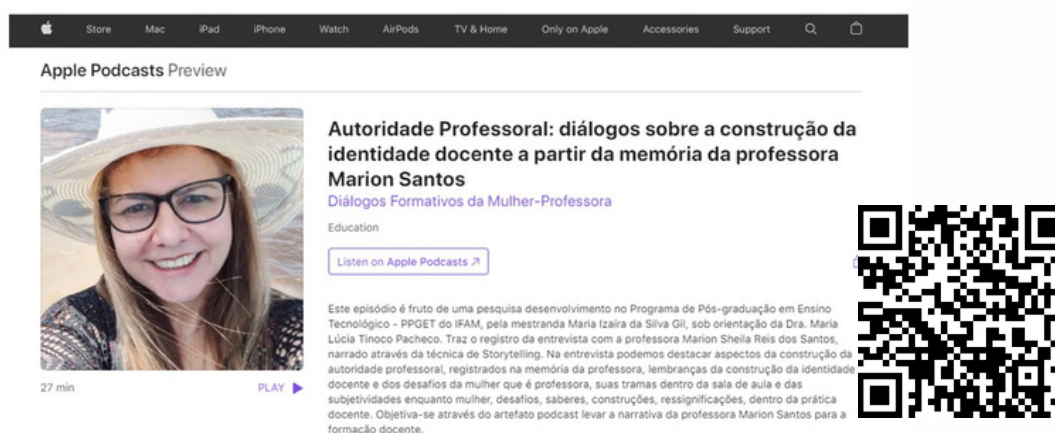 Store Mac iPad iPhone Watch AirPods TV & Home Only on Apple Accessories Support
Apple Podcasts Preview
Autoridade Professoral: diálogos sobre a construção da
identidade docente a partir da memória da professora
Marion Santos
Diálogos Formativos da Mulher-Professora
Education
Listen on Apple Podcasts ↗
Este episódio é fruto de uma pesquisa desenvolvimento no Programa de Pós-graduação em Ensino
Tecnológico - PPGET do IFAM, pela mestranda Maria Izaíra da Silva Gil, sob orientação da Dra. Maria
Lúcia Tinoco Pacheco. Traz o registro da entrevista com a professora Marion Sheila Reis dos Santos,
narrado através da técnica de Storytelling. Na entrevista podemos destacar aspectos da construção da
autoridade professoral, registrados na memória da professora, lembranças da construção da identidade
docente e dos desafios da mulher que é professora, suas tramas dentro da sala de aula e das
subjetividades enquanto mulher, desafios, saberes, construções, ressignificações, dentro da prática
docente. Objetiva-se através do artefato podcast levar a narrativa da professora Marion Santos para a
formação docente.
27 min PLAY